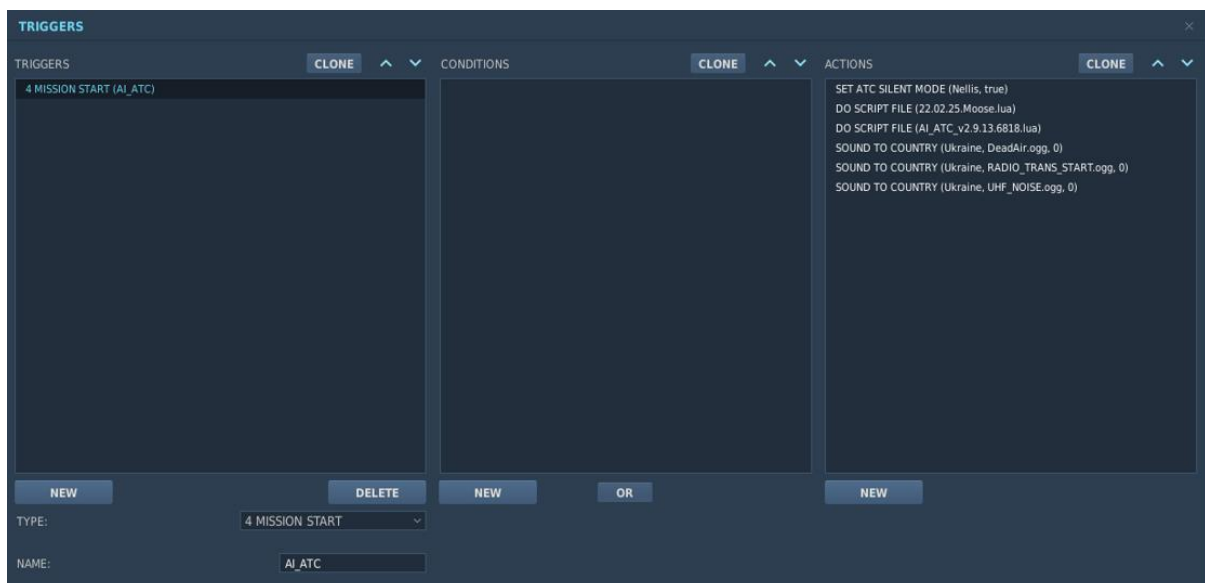 TRIGGERS
TRIGGERS CLONE CONDITIONS CLONE ACTIONS CLONE
4 MISSION START (AI_ATC)
SET ATC SILENT MODE (Nellis, true)
DO SCRIPT FILE (22.02.25.Moose.lua)
DO SCRIPT FILE (AI_ATC_v2.9.13.6818.lua)
SOUND TO COUNTRY (Ukraine, DeadAir.ogg, 0)
SOUND TO COUNTRY (Ukraine, RADIO_TRANS_START.ogg, 0)
SOUND TO COUNTRY (Ukraine, UHF_NOISE.ogg, 0)
NEW DELETE NEW OR NEW
TYPE: 4 MISSION START
NAME: AI_ATC